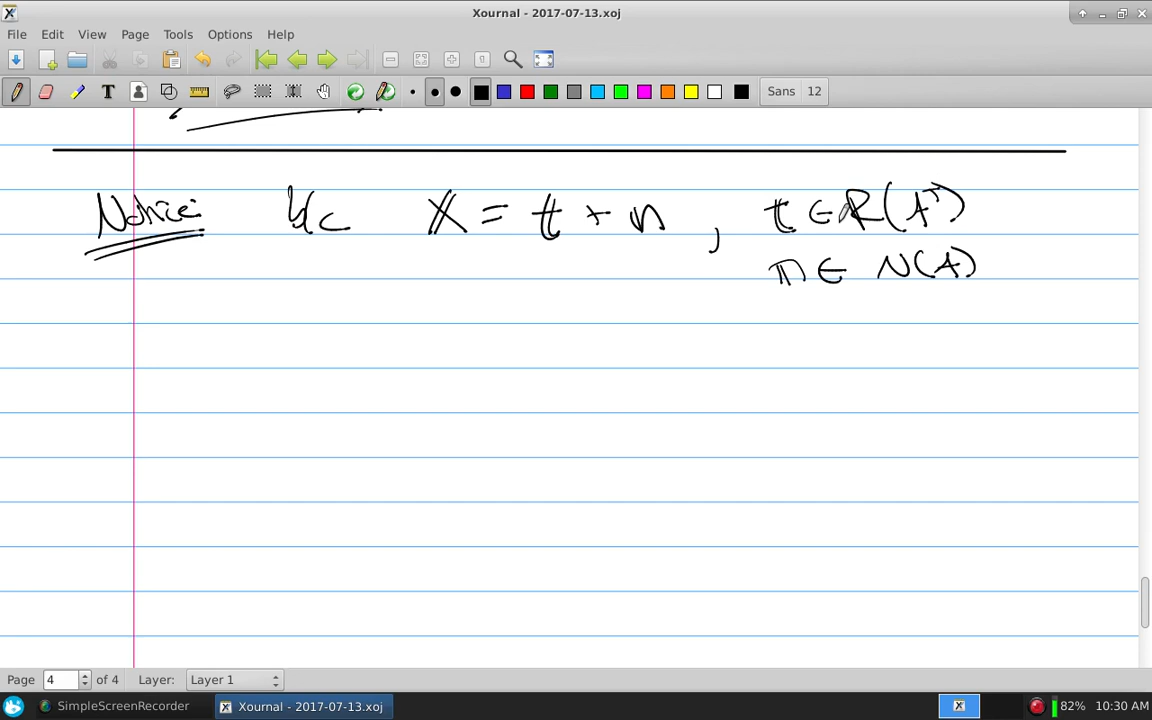 Xournal - 2017-07-13.xoj
File Edit View Page Tools Options Help
Sans 12
Notice: b/c 𝕏 = t + n , t ∈ R(Aᵀ)
n ∈ N(A)
Page 4 of 4 Layer: Layer 1
SimpleScreenRecorder Xournal - 2017-07-13.xoj 82% 10:30 AM